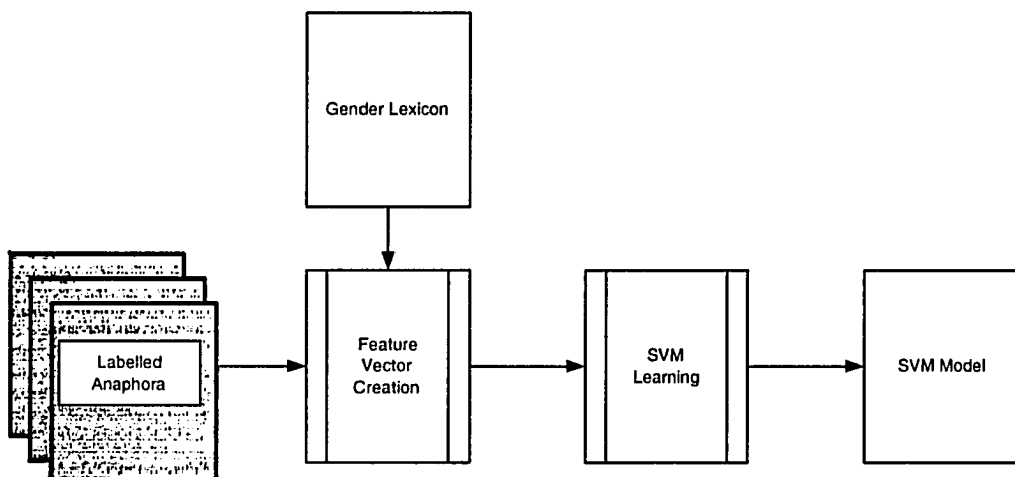 Gender Lexicon
Labelled
Anaphora
Feature
Vector
Creation
SVM
Learning
SVM Model